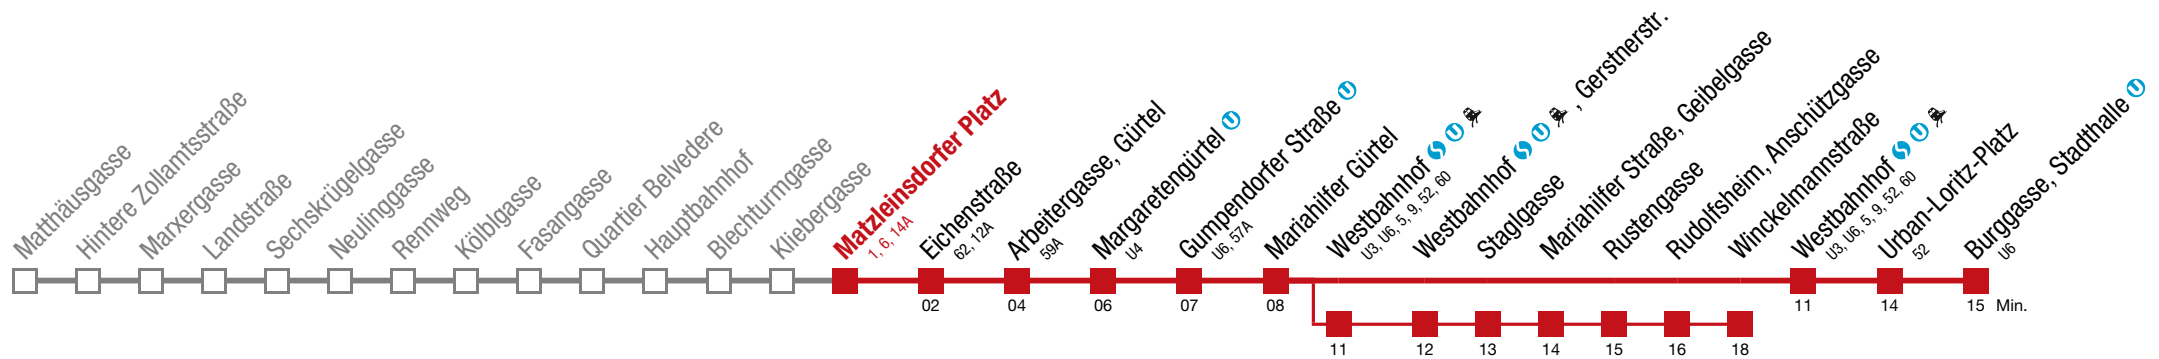 Matthäusgasse
Hintere Zollamtsstraße
Marxergasse
Landstraße
Sechskrügelgasse
Neulinggasse
Rennweg
Kölblgasse
Fasangasse
Quartier Belvedere
Hauptbahnhof
Blechturmgasse
Kliebergasse
Matzleinsdorfer Platz
1, 6, 14A
Eichenstraße
62, 12A
Arbeitergasse, Gürtel
59A
Margaretengürtel U
U4
Gumpendorfer Straße U
U6, 57A
Mariahilfer Gürtel
Westbahnhof S U
U3, U6, 5, 9, 52, 60
Westbahnhof S U , Gerstnerstr.
Staglgasse
Mariahilfer Straße, Geibelgasse
Rustengasse
Rudolfsheim, Anschützgasse
Winckelmannstraße
Westbahnhof S U
U3, U6, 5, 9, 52, 60
Urban-Loritz-Platz
52
Burggasse, Stadthalle U
U6
02 04 06 07 08 11 14 15 Min.
11 12 13 14 15 16 18